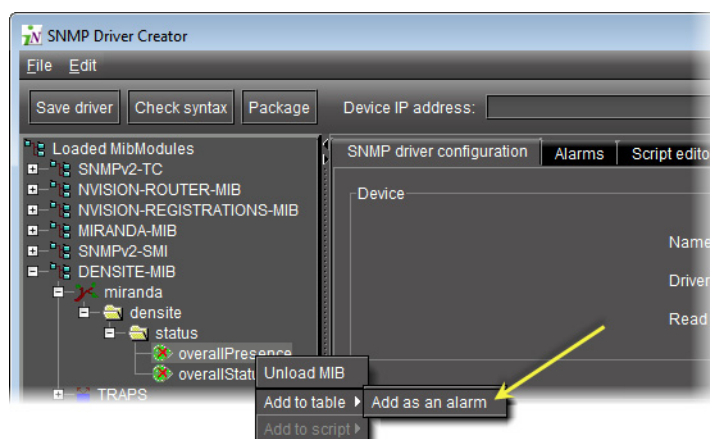 SNMP Driver Creator
File Edit
Save driver Check syntax Package Device IP address:
Loaded MibModules
SNMPv2-TC
NVISION-ROUTER-MIB
NVISION-REGISTRATIONS-MIB
MIRANDA-MIB
SNMPv2-SMI
DENSITE-MIB
miranda
densite
status
overallPresence
overallStatu
TRAPS
SNMP driver configuration Alarms Script edito
Device
Name
Driver
Read
Unload MIB
Add to table Add as an alarm
Add to script